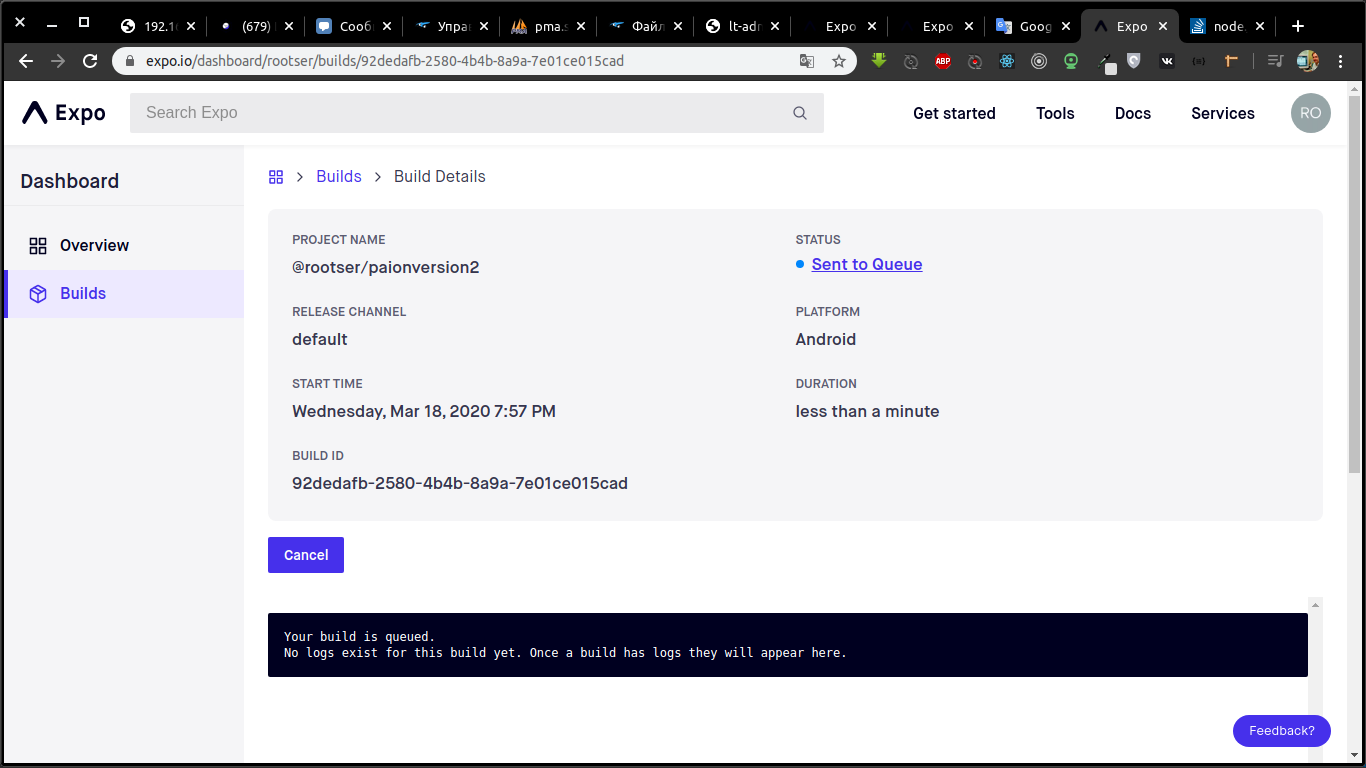 192.16
(679)
Сооб
Упра
pma.s
Файл
lt-adr
Expo
Expo
Goog
Expo
node.
expo.io/dashboard/rootser/builds/92dedafb-2580-4b4b-8a9a-7e01ce015cad
ABP
Expo
Search Expo
Get started
Tools
Docs
Services
RO
Dashboard
Overview
Builds
Builds > Build Details
PROJECT NAME
@rootser/paionversion2
STATUS
Sent to Queue
RELEASE CHANNEL
default
PLATFORM
Android
START TIME
Wednesday, Mar 18, 2020 7:57 PM
DURATION
less than a minute
BUILD ID
92dedafb-2580-4b4b-8a9a-7e01ce015cad
Cancel
Your build is queued.
No logs exist for this build yet. Once a build has logs they will appear here.
Feedback?